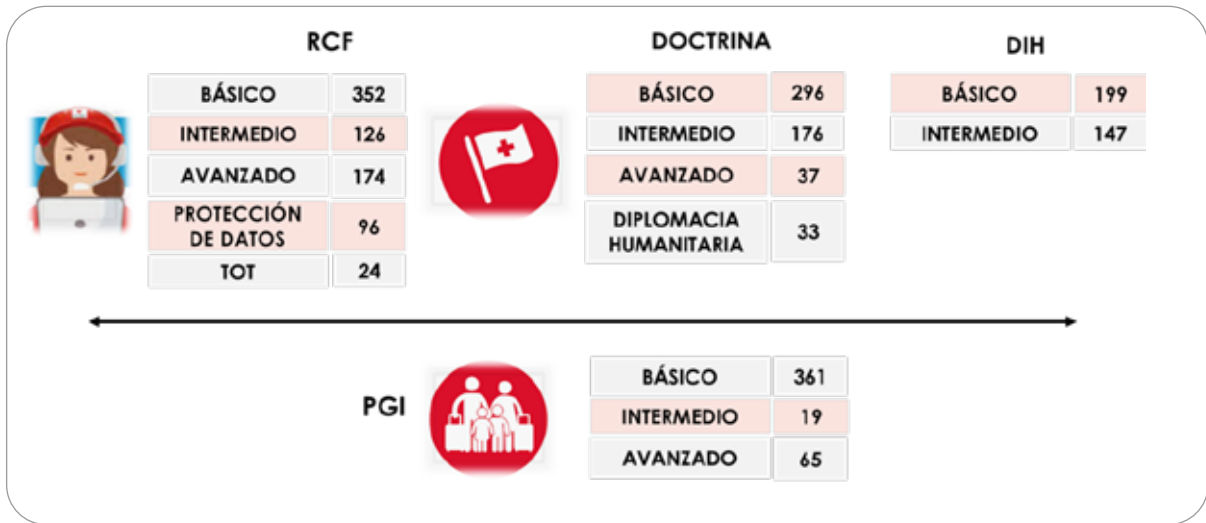 RCF
BÁSICO 352
INTERMEDIO 126
AVANZADO 174
PROTECCIÓN
DE DATOS 96
TOT 24
DOCTRINA
BÁSICO 296
INTERMEDIO 176
AVANZADO 37
DIPLOMACIA
HUMANITARIA 33
DIH
BÁSICO 199
INTERMEDIO 147
PGI
BÁSICO 361
INTERMEDIO 19
AVANZADO 65